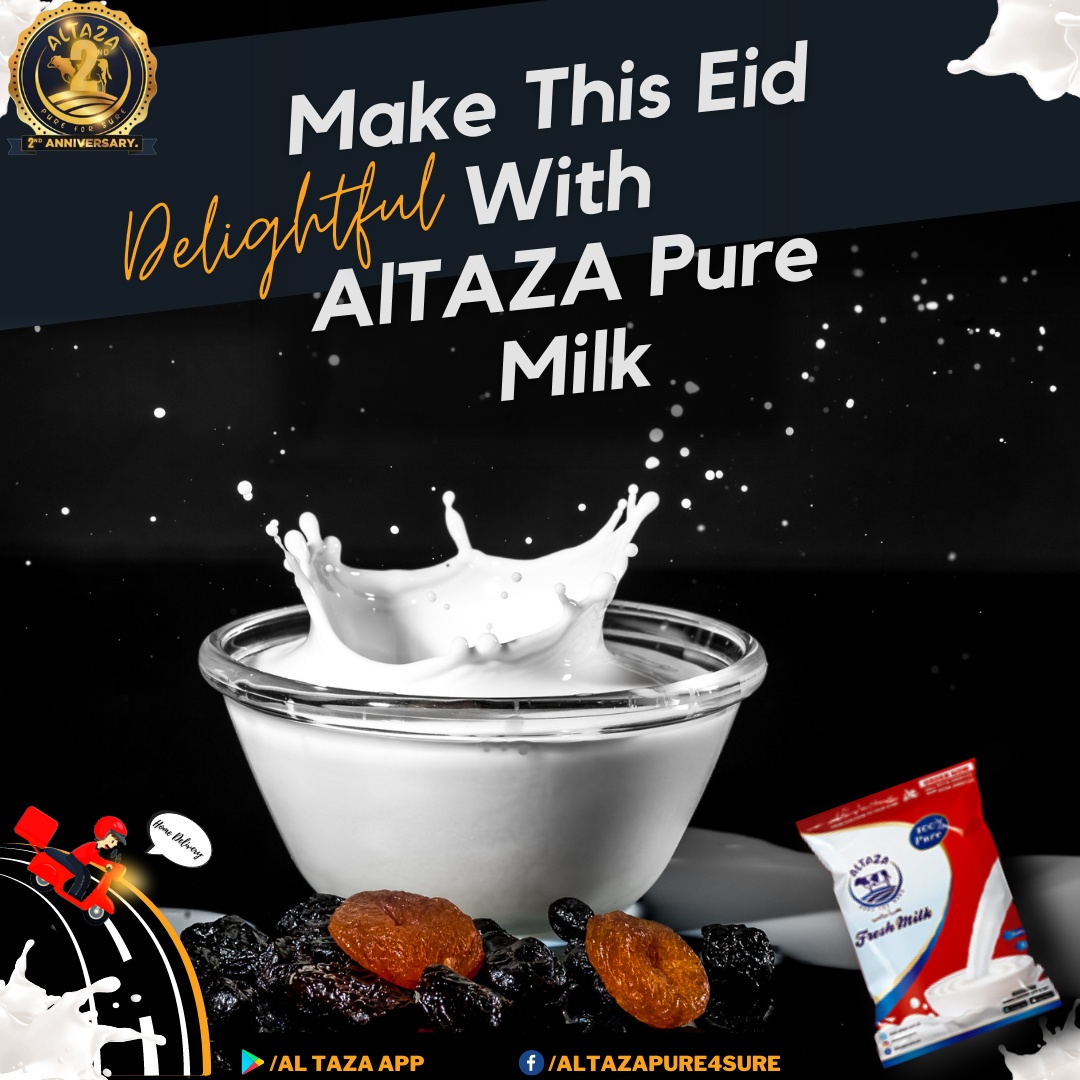 ALTAZA
2ND
PURE FOR SURE
2ND ANNIVERSARY.
Make This Eid
Delightful With
AlTAZA Pure
Milk
Home Delivery
100%
Pure
ALTAZA
Fresh Milk
/AL TAZA APP
/ALTAZAPURE4SURE